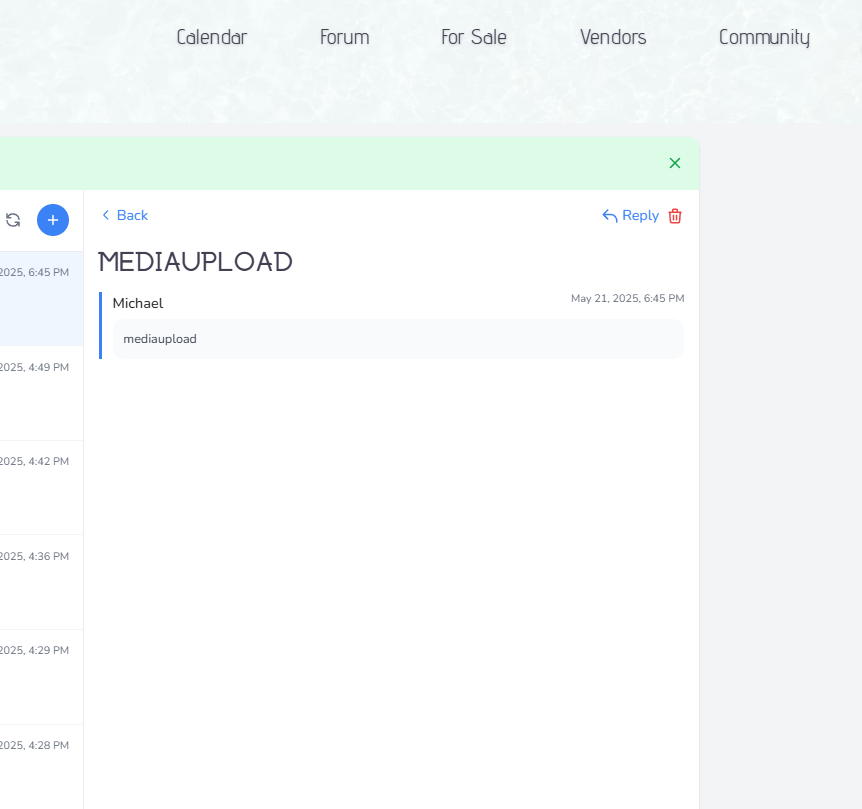 Calendar Forum For Sale Vendors Community
Back Reply
MEDIAUPLOAD
Michael May 21, 2025, 6:45 PM
mediaupload
2025, 6:45 PM
2025, 4:49 PM
2025, 4:42 PM
2025, 4:36 PM
2025, 4:29 PM
2025, 4:28 PM